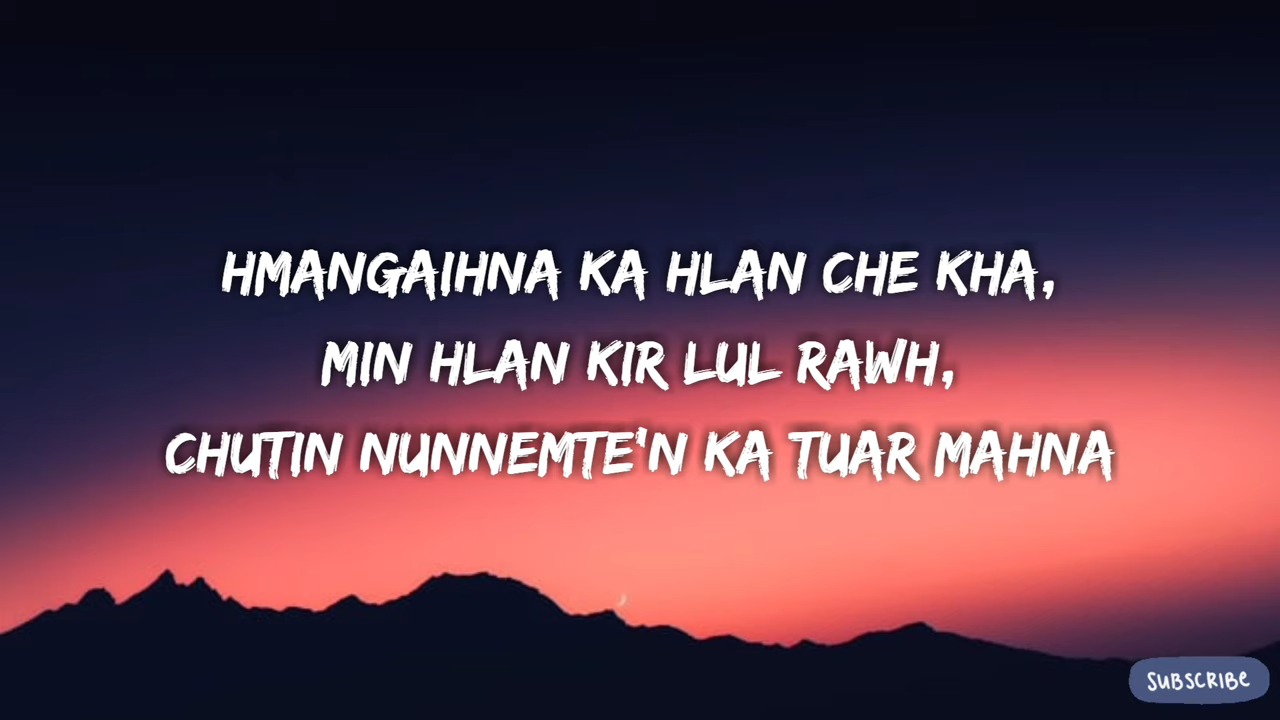 HMANGAIHNA KA HLAN CHE KHA,
MIN HLAN KIR LUL RAWH,
CHUTIN NUNNEMTE'N KA TUAR MAHNA
SUBSCRIBE